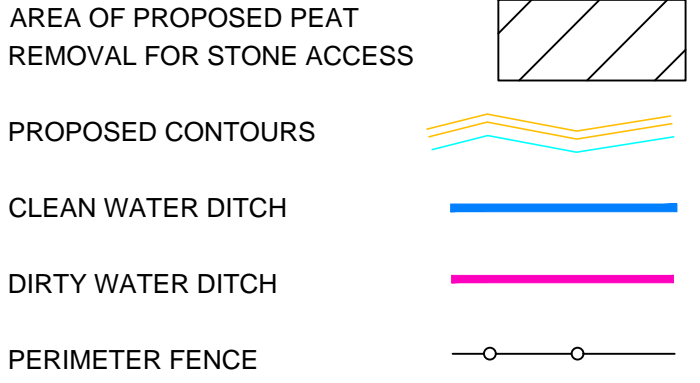 AREA OF PROPOSED PEAT
REMOVAL FOR STONE ACCESS
PROPOSED CONTOURS
CLEAN WATER DITCH
DIRTY WATER DITCH
PERIMETER FENCE